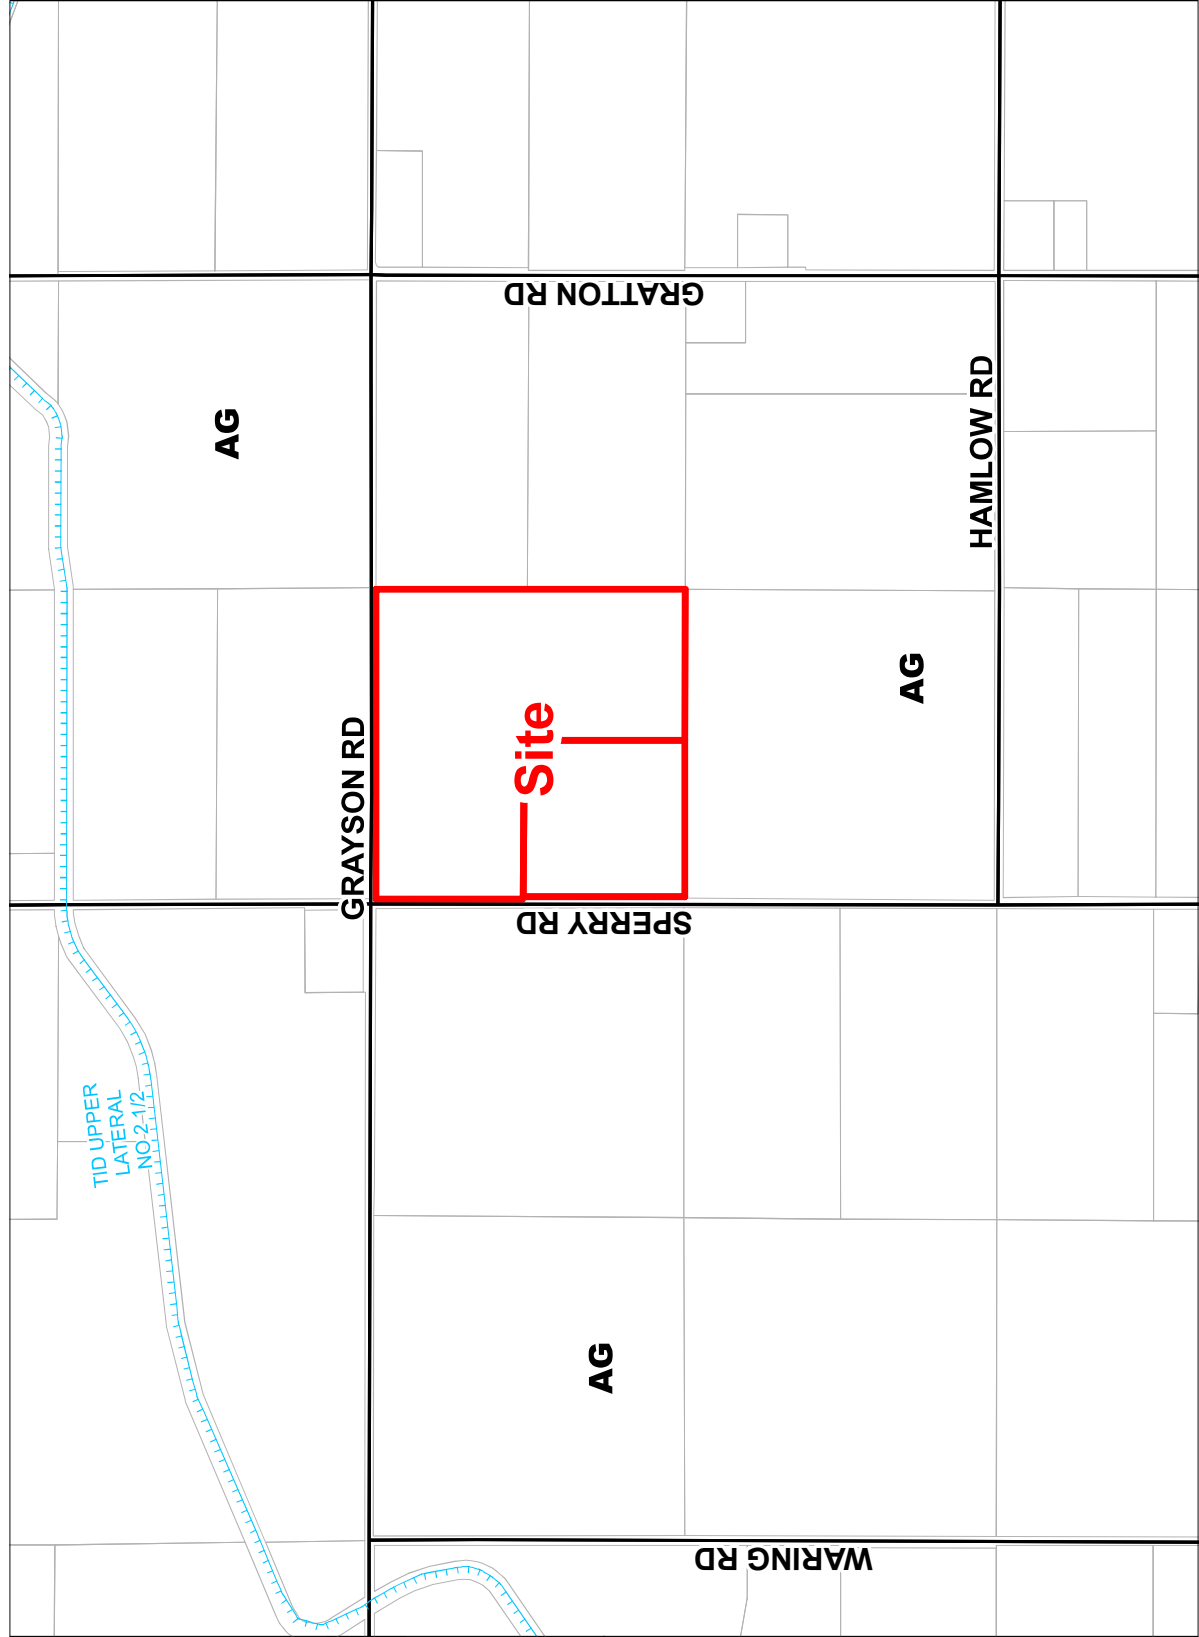 GRATTON RD
HAMLOW RD
AG
GRAYSON RD
Site
AG
SPERRY RD
TID UPPER
LATERAL
NO 2-1/2
AG
WARING RD